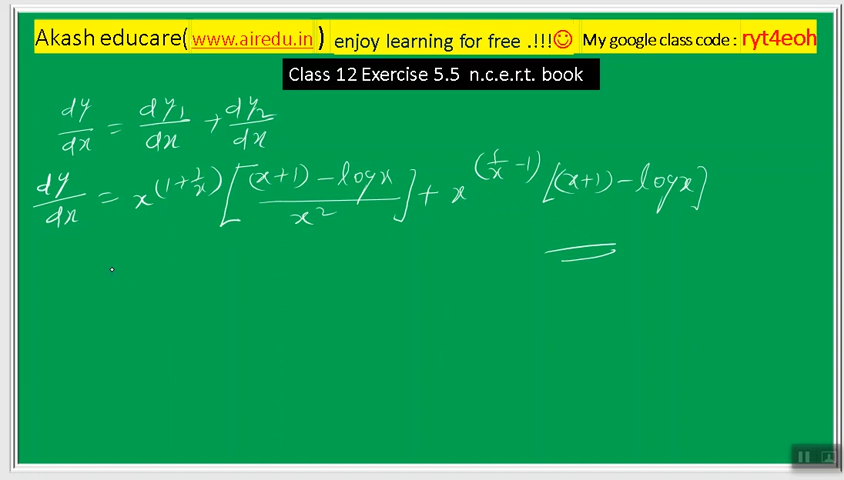 Akash educare( www.airedu.in ) enjoy learning for free .!!!☺ My google class code : ryt4eoh
Class 12 Exercise 5.5 n.c.e.r.t. book
dy/dx = dy₁/dx + dy₂/dx
dy/dx = x^(1+1/x) [(x+1) - log x / x²] + x^(1/x -1) [(x+1) - log x]